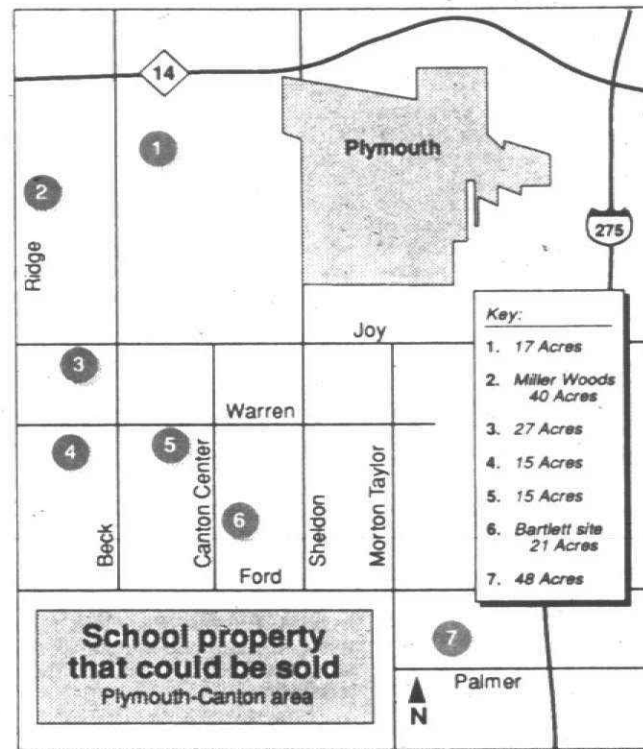 14
1
Plymouth
2
275
Ridge
Key:
1. 17 Acres
2. Miller Woods
40 Acres
3. 27 Acres
4. 15 Acres
5. 15 Acres
6. Bartlett site
21 Acres
7. 48 Acres
Joy
3
Warren
4
5
6
Beck
Canton Center
Sheldon
Morton Taylor
Ford
School property
that could be sold
Plymouth-Canton area
7
Palmer
N